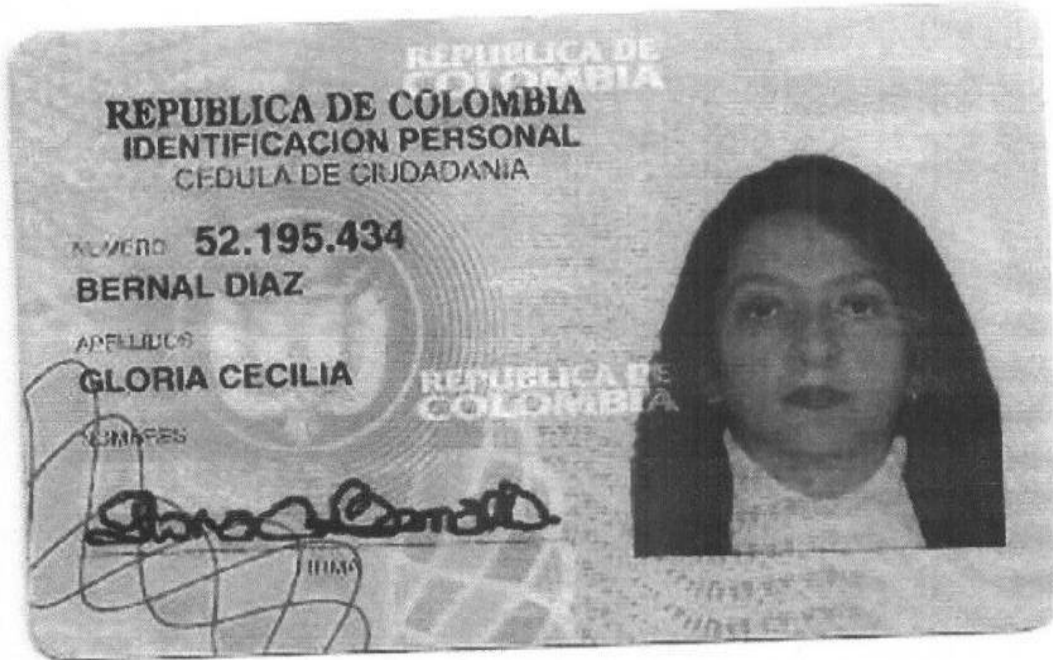 REPUBLICA DE COLOMBIA
REPUBLICA DE COLOMBIA
IDENTIFICACION PERSONAL
CEDULA DE CIUDADANIA
NUMERO 52.195.434
BERNAL DIAZ
APELLIDOS
GLORIA CECILIA
REPUBLICA DE
COLOMBIA
NOMBRES
FIRMA